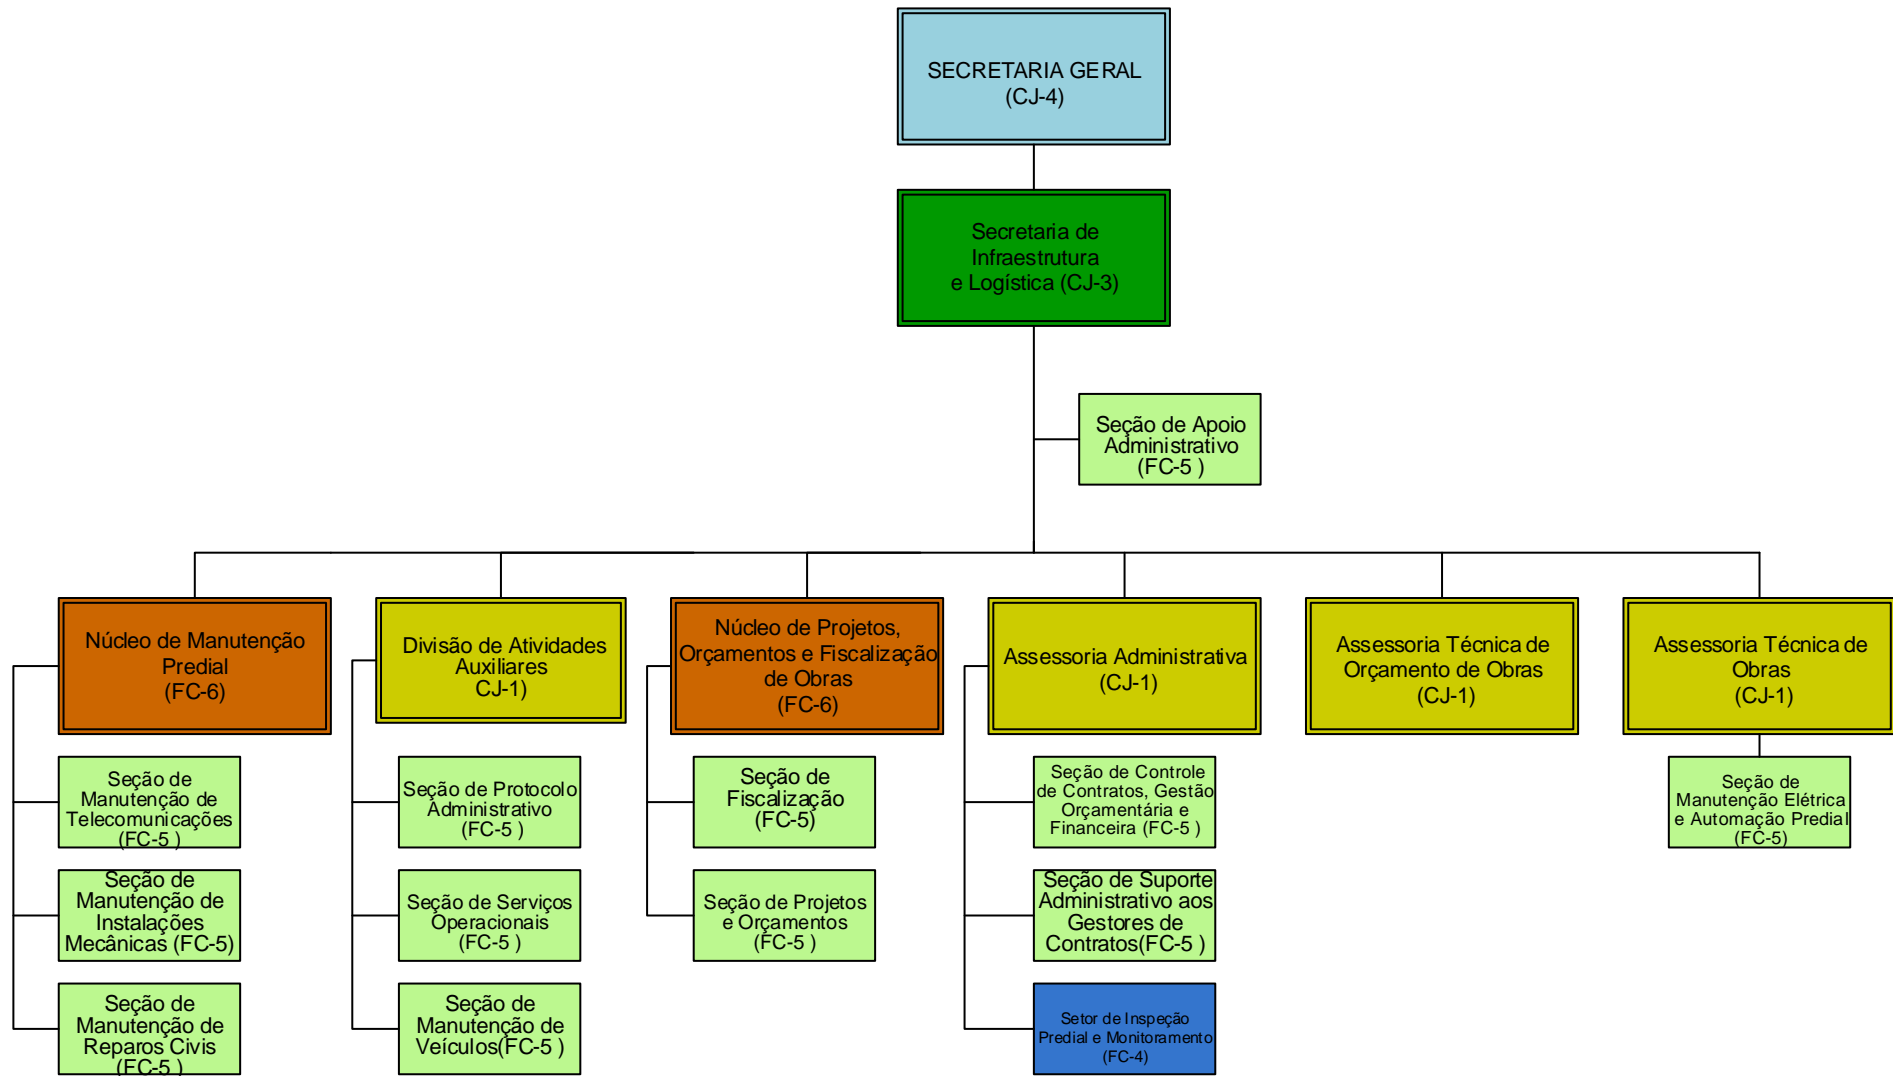 SECRETARIA GERAL
(CJ-4)
Secretaria de
Infraestrutura
e Logística (CJ-3)
Seção de Apoio
Administrativo
(FC-5 )
Núcleo de Manutenção
Predial
(FC-6)
Divisão de Atividades
Auxiliares
CJ-1)
Núcleo de Projetos,
Orçamentos e Fiscalização
de Obras
(FC-6)
Assessoria Administrativa
(CJ-1)
Assessoria Técnica de
Orçamento de Obras
(CJ-1)
Assessoria Técnica de
Obras
(CJ-1)
Seção de
Manutenção de
Telecomunicações
(FC-5 )
Seção de Protocolo
Administrativo
(FC-5 )
Seção de
Fiscalização
(FC-5)
Seção de Controle
de Contratos, Gestão
Orçamentária e
Financeira (FC-5 )
Seção de
Manutenção Elétrica
e Automação Predial
(FC-5)
Seção de
Manutenção de
Instalações
Mecânicas (FC-5)
Seção de Serviços
Operacionais
(FC-5 )
Seção de Projetos
e Orçamentos
(FC-5 )
Seção de Suporte
Administrativo aos
Gestores de
Contratos(FC-5 )
Seção de
Manutenção de
Reparos Civis
(FC-5 )
Seção de
Manutenção de
Veículos(FC-5 )
Setor de Inspeção
Predial e Monitoramento
(FC-4)